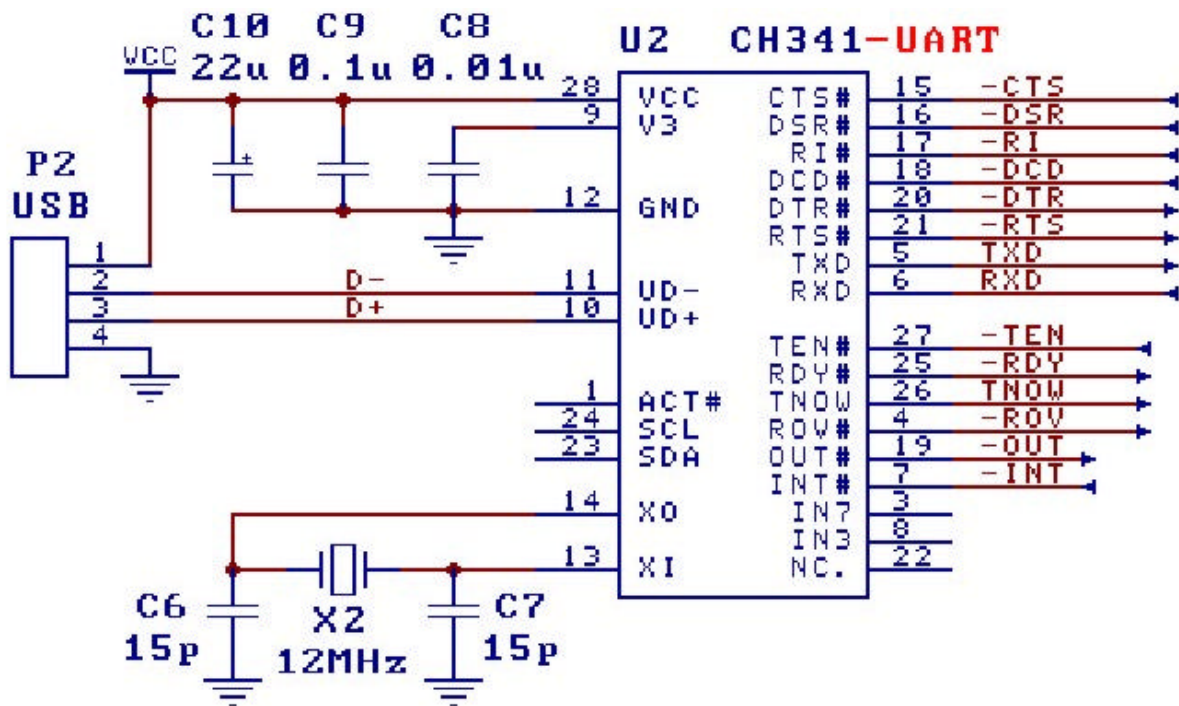 C10 C9 C8
22u 0.1u 0.01u
VCC
U2 CH341-UART
P2
USB
1
2
3
4
D-
D+
28 VCC
9 V3
12 GND
11 UD-
10 UD+
1 ACT#
24 SCL
23 SDA
14 XO
13 XI
CTS# 15 -CTS
DSR# 16 -DSR
RI# 17 -RI
DCD# 18 -DCD
DTR# 20 -DTR
RTS# 21 -RTS
TXD 5 TXD
RXD 6 RXD
TEN# 27 -TEN
RDY# 25 -RDY
TNOW 26 TNOW
ROV# 4 -ROV
OUT# 19 -OUT
INT# 7 -INT
IN7 3
IN3 8
NC. 22
C6
15p
X2
12MHz
C7
15p